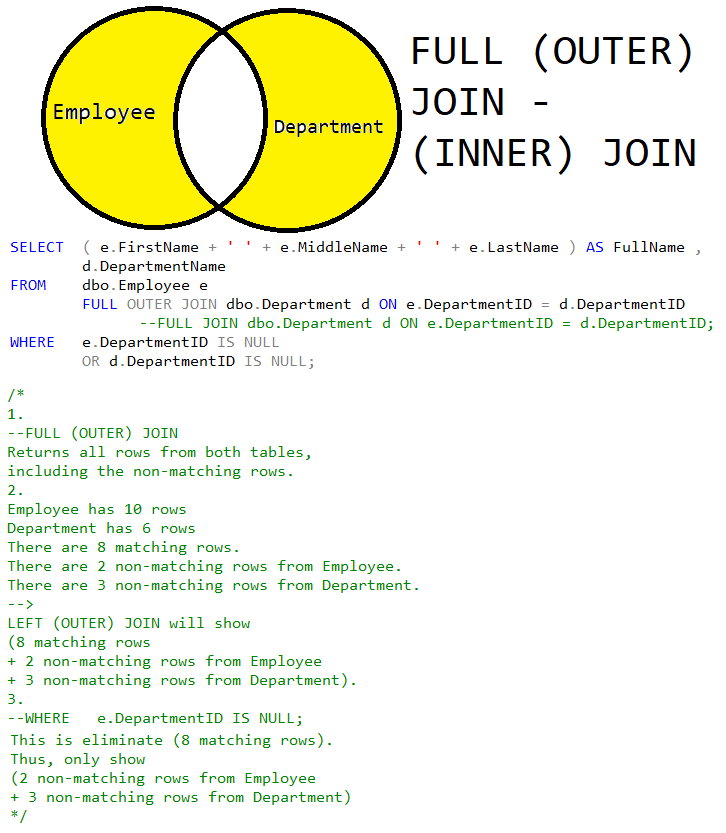 Employee
Department
FULL (OUTER)
JOIN -
(INNER) JOIN
SELECT  ( e.FirstName + ' ' + e.MiddleName + ' ' + e.LastName ) AS FullName ,
        d.DepartmentName
FROM    dbo.Employee e
        FULL OUTER JOIN dbo.Department d ON e.DepartmentID = d.DepartmentID
              --FULL JOIN dbo.Department d ON e.DepartmentID = d.DepartmentID;
WHERE   e.DepartmentID IS NULL
        OR d.DepartmentID IS NULL;
/*
1.
--FULL (OUTER) JOIN
Returns all rows from both tables,
including the non-matching rows.
2.
Employee has 10 rows
Department has 6 rows
There are 8 matching rows.
There are 2 non-matching rows from Employee.
There are 3 non-matching rows from Department.
-->
LEFT (OUTER) JOIN will show
(8 matching rows
+ 2 non-matching rows from Employee
+ 3 non-matching rows from Department).
3.
--WHERE   e.DepartmentID IS NULL;
This is eliminate (8 matching rows).
Thus, only show
(2 non-matching rows from Employee
+ 3 non-matching rows from Department)
*/